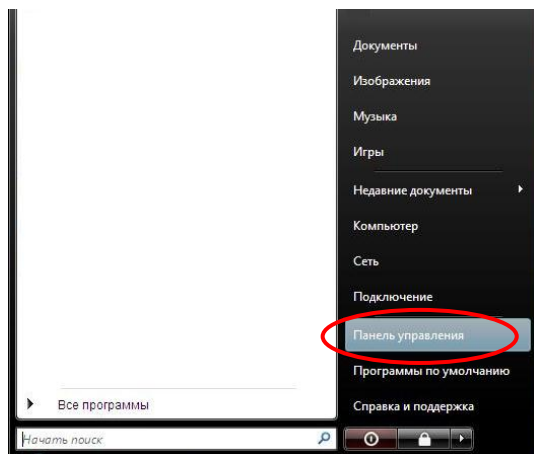 Документы
Изображения
Музыка
Игры
Недавние документы
Компьютер
Сеть
Подключение
Панель управления
Программы по умолчанию
Справка и поддержка
Все программы
Начать поиск